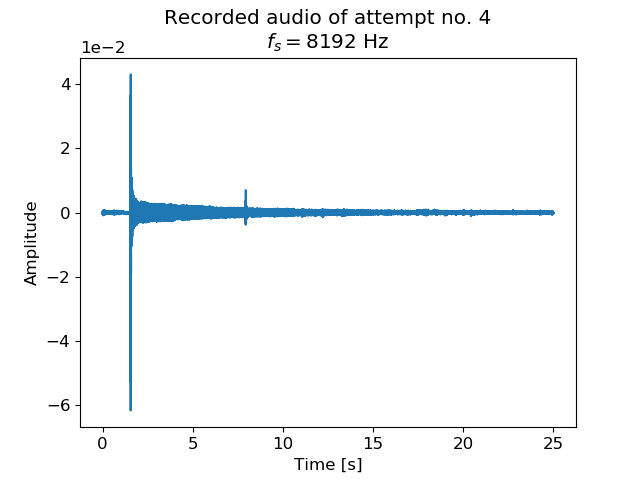 Recorded audio of attempt no. 4
fₛ = 8192 Hz
1e−2
4
2
0
−2
−4
−6
Amplitude
0 5 10 15 20 25
Time [s]